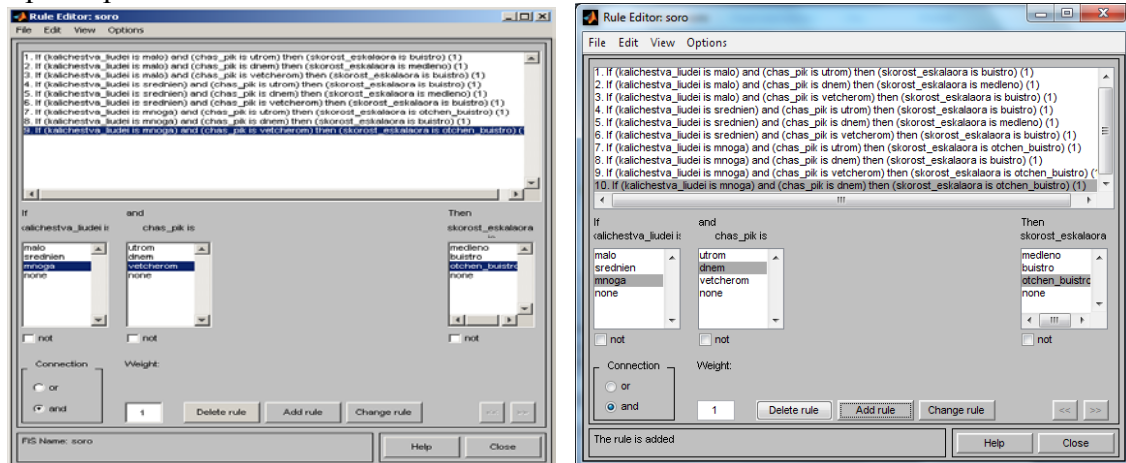 Rule Editor: soro
File Edit View Options
1. If (kalichestva_liudei is malo) and (chas_pik is utrom) then (skorost_eskalaora is buistro) (1)
2. If (kalichestva_liudei is malo) and (chas_pik is dnem) then (skorost_eskalaora is medleno) (1)
3. If (kalichestva_liudei is malo) and (chas_pik is vetcherom) then (skorost_eskalaora is buistro) (1)
4. If (kalichestva_liudei is srednien) and (chas_pik is utrom) then (skorost_eskalaora is buistro) (1)
5. If (kalichestva_liudei is srednien) and (chas_pik is dnem) then (skorost_eskalaora is medleno) (1)
6. If (kalichestva_liudei is srednien) and (chas_pik is vetcherom) then (skorost_eskalaora is buistro) (1)
7. If (kalichestva_liudei is mnoga) and (chas_pik is utrom) then (skorost_eskalaora is otchen_buistro) (1)
8. If (kalichestva_liudei is mnoga) and (chas_pik is dnem) then (skorost_eskalaora is buistro) (1)
9. If (kalichestva_liudei is mnoga) and (chas_pik is vetcherom) then (skorost_eskalaora is otchen_buistro) (
If and Then
kalichestva_liudei is chas_pik is skorost_eskalaora
malo utrom medleno
srednien dnem buistro
mnoga vetcherom otchen_buistro
none none none
not not not
Connection Weight:
or
and 1 Delete rule Add rule Change rule << >>
FIS Name: soro Help Close
Rule Editor: soro
File Edit View Options
1. If (kalichestva_liudei is malo) and (chas_pik is utrom) then (skorost_eskalaora is buistro) (1)
2. If (kalichestva_liudei is malo) and (chas_pik is dnem) then (skorost_eskalaora is medleno) (1)
3. If (kalichestva_liudei is malo) and (chas_pik is vetcherom) then (skorost_eskalaora is buistro) (1)
4. If (kalichestva_liudei is srednien) and (chas_pik is utrom) then (skorost_eskalaora is buistro) (1)
5. If (kalichestva_liudei is srednien) and (chas_pik is dnem) then (skorost_eskalaora is medleno) (1)
6. If (kalichestva_liudei is srednien) and (chas_pik is vetcherom) then (skorost_eskalaora is buistro) (1)
7. If (kalichestva_liudei is mnoga) and (chas_pik is utrom) then (skorost_eskalaora is otchen_buistro) (1)
8. If (kalichestva_liudei is mnoga) and (chas_pik is dnem) then (skorost_eskalaora is buistro) (1)
9. If (kalichestva_liudei is mnoga) and (chas_pik is vetcherom) then (skorost_eskalaora is otchen_buistro) (1
10. If (kalichestva_liudei is mnoga) and (chas_pik is dnem) then (skorost_eskalaora is otchen_buistro) (1)
If and Then
kalichestva_liudei is chas_pik is skorost_eskalaora
malo utrom medleno
srednien dnem buistro
mnoga vetcherom otchen_buistrc
none none none
not not not
Connection Weight:
or
and 1 Delete rule Add rule Change rule << >>
The rule is added Help Close